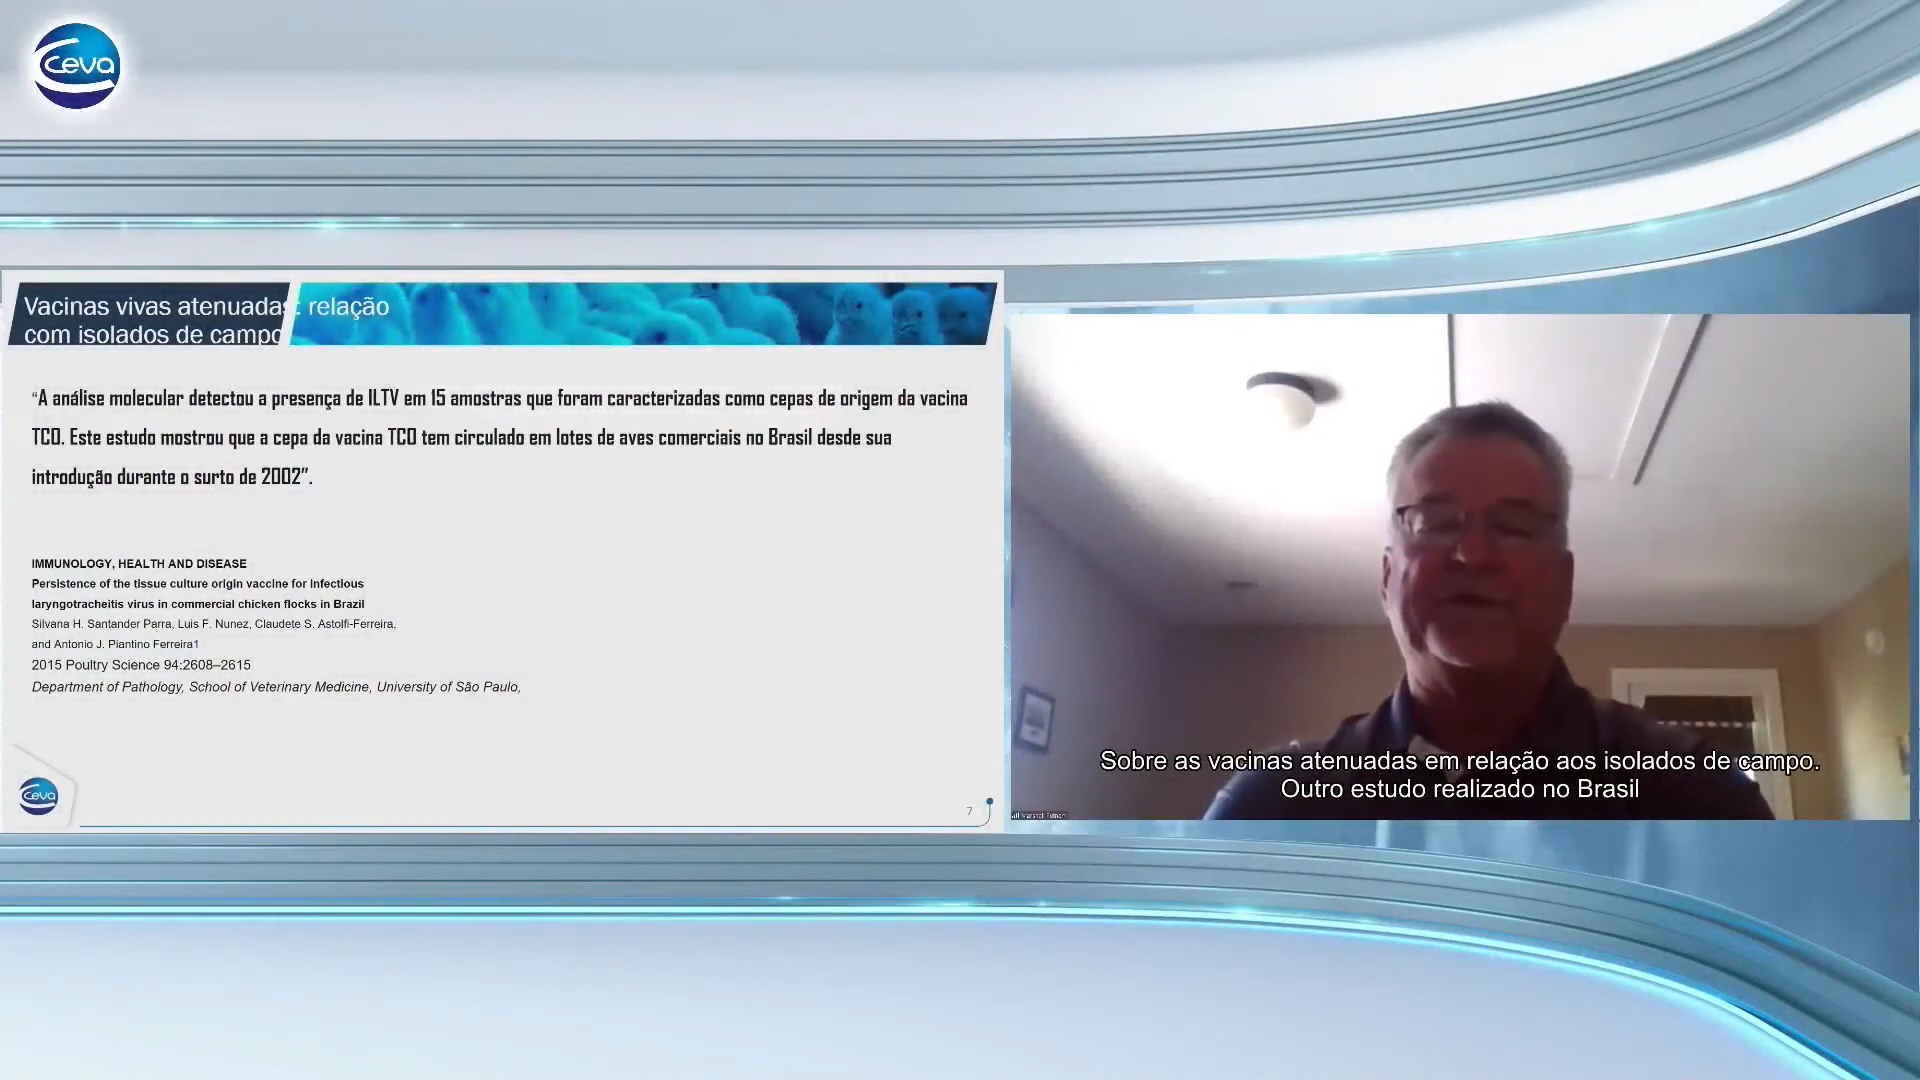 Ceva
Vacinas vivas atenuadas: relação
com isolados de campo
“A análise molecular detectou a presença de ILTV em 15 amostras que foram caracterizadas como cepas de origem da vacina
TCO. Este estudo mostrou que a cepa da vacina TCO tem circulado em lotes de aves comerciais no Brasil desde sua
introdução durante o surto de 2002”.
IMMUNOLOGY, HEALTH AND DISEASE
Persistence of the tissue culture origin vaccine for infectious
laryngotracheitis virus in commercial chicken flocks in Brazil
Silvana H. Santander Parra, Luis F. Nunez, Claudete S. Astolfi-Ferreira,
and Antonio J. Piantino Ferreira1
2015 Poultry Science 94:2608–2615
Department of Pathology, School of Veterinary Medicine, University of São Paulo,
Ceva
7
Sobre as vacinas atenuadas em relação aos isolados de campo.
Outro estudo realizado no Brasil
Marshall Putnam